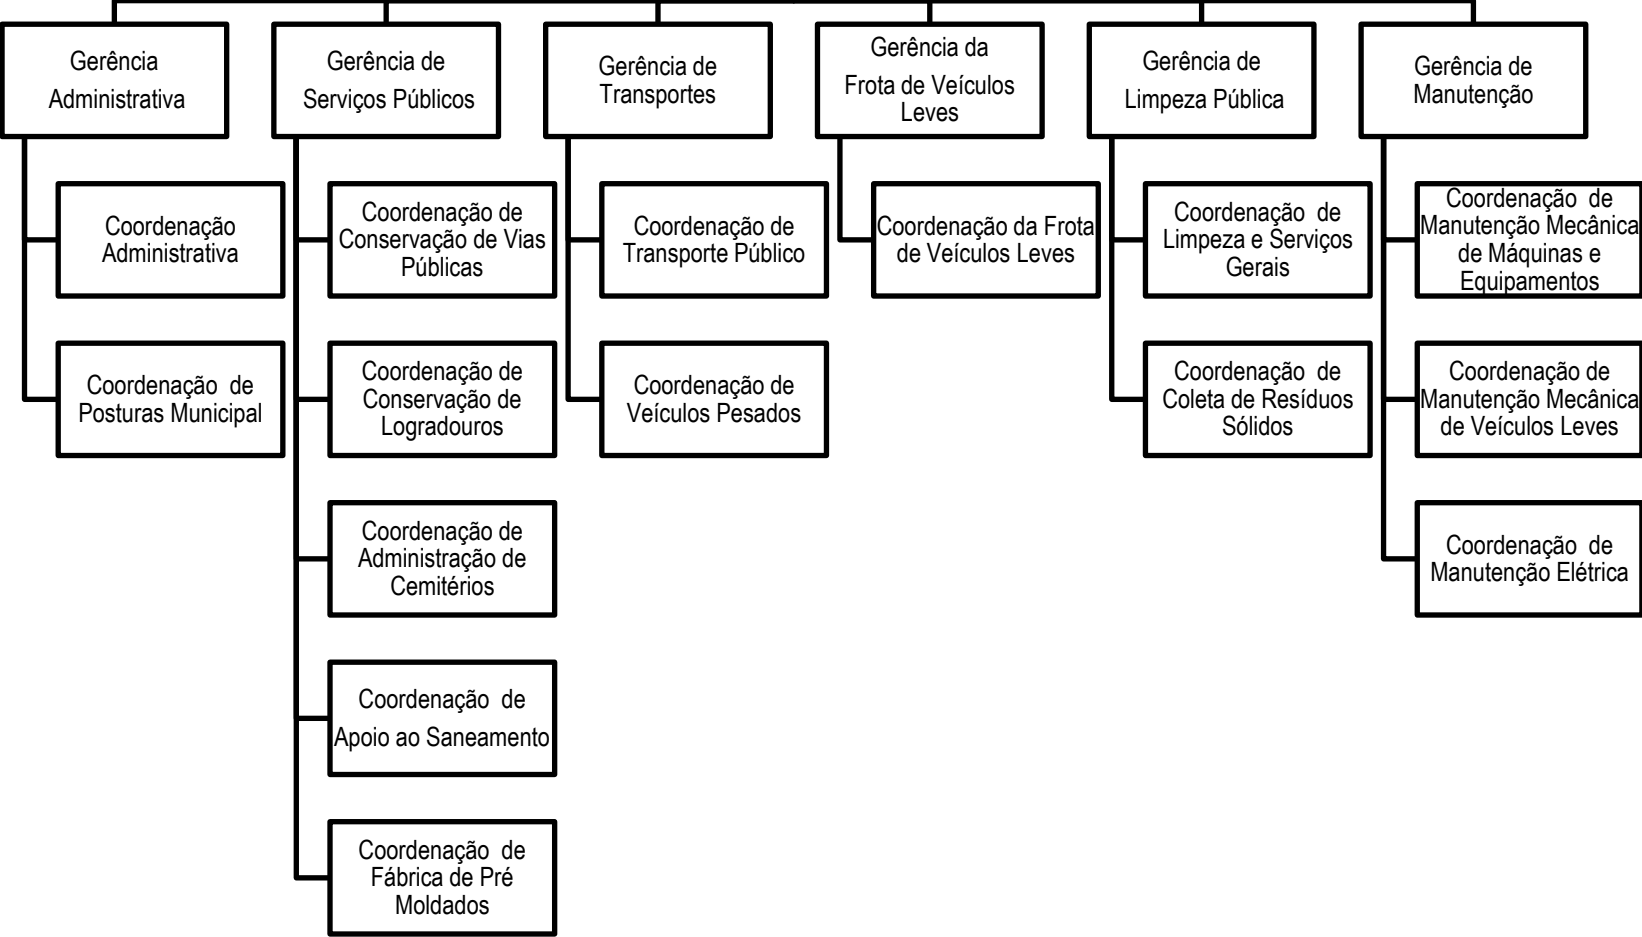 Gerência
Administrativa
Gerência de
Serviços Públicos
Gerência de
Transportes
Gerência da
Frota de Veículos
Leves
Gerência de
Limpeza Pública
Gerência de
Manutenção
Coordenação
Administrativa
Coordenação de
Conservação de Vias
Públicas
Coordenação de
Transporte Público
Coordenação da Frota
de Veículos Leves
Coordenação de
Limpeza e Serviços
Gerais
Coordenação de
Manutenção Mecânica
de Máquinas e
Equipamentos
Coordenação de
Posturas Municipal
Coordenação de
Conservação de
Logradouros
Coordenação de
Veículos Pesados
Coordenação de
Coleta de Resíduos
Sólidos
Coordenação de
Manutenção Mecânica
de Veículos Leves
Coordenação de
Administração de
Cemitérios
Coordenação de
Manutenção Elétrica
Coordenação de
Apoio ao Saneamento
Coordenação de
Fábrica de Pré
Moldados